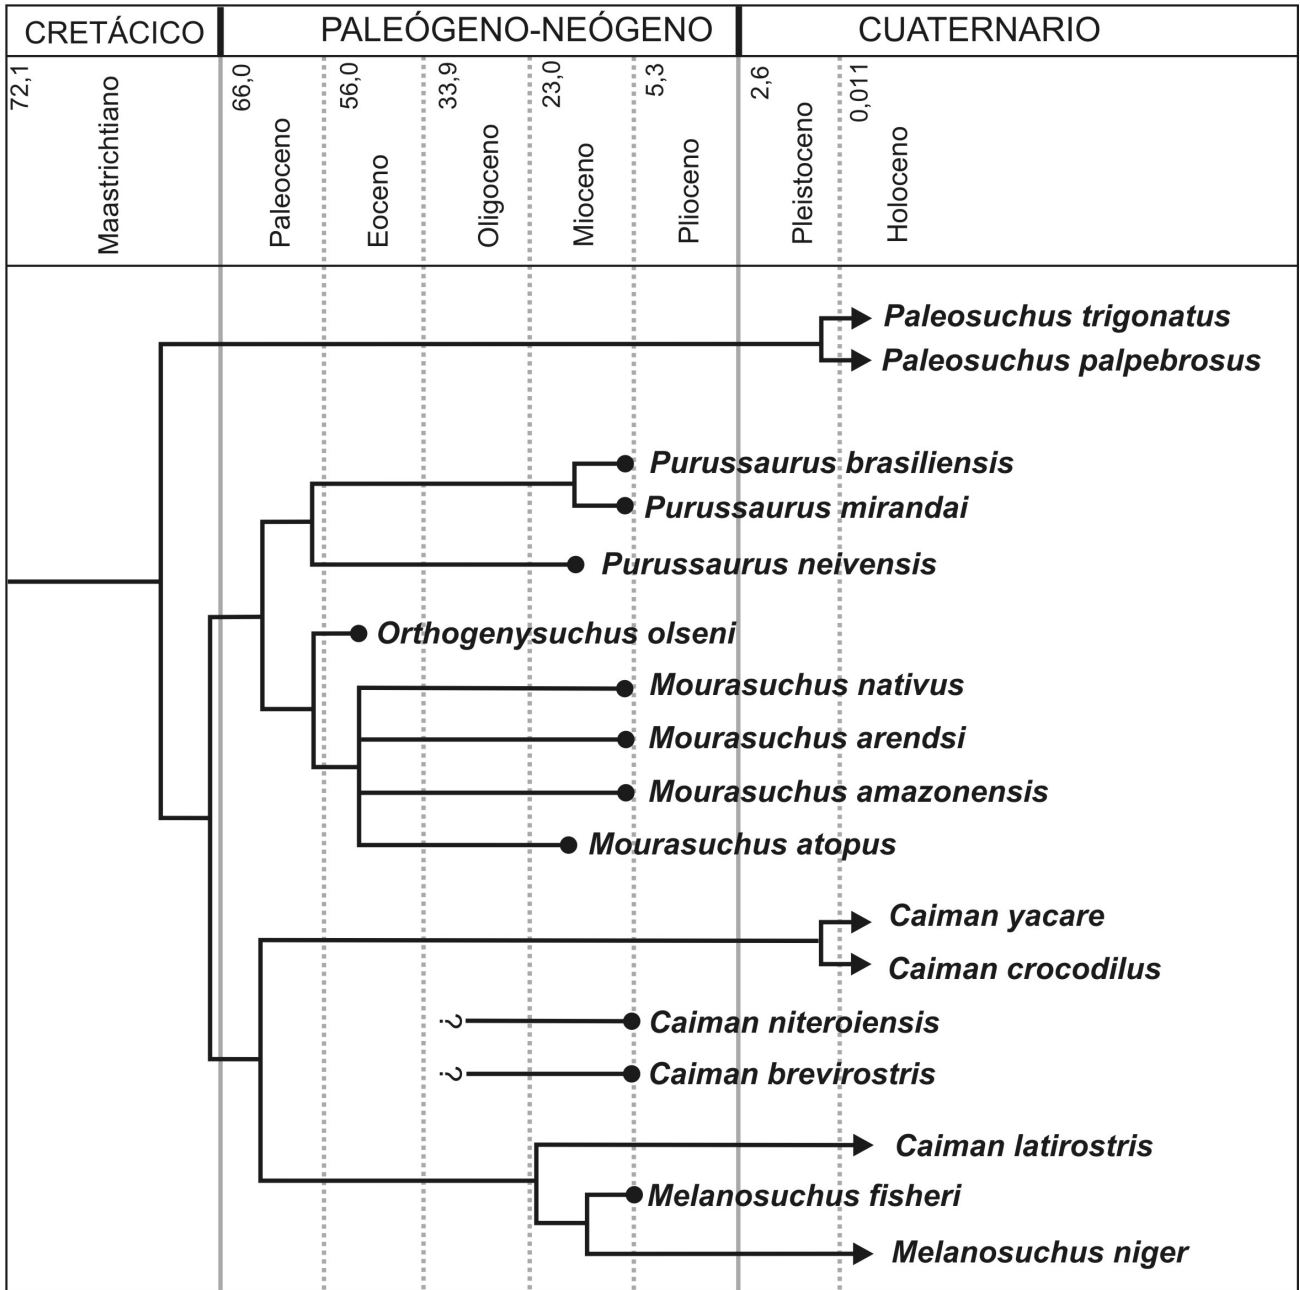 CRETÁCICO
PALEÓGENO-NEÓGENO
CUATERNARIO
72,1
Maastrichtiano
66,0
Paleoceno
56,0
Eoceno
33,9
Oligoceno
23,0
Mioceno
5,3
Plioceno
2,6
Pleistoceno
0,011
Holoceno
Paleosuchus trigonatus
Paleosuchus palpebrosus
Purussaurus brasiliensis
Purussaurus mirandai
Purussaurus neivensis
Orthogenysuchus olseni
Mourasuchus nativus
Mourasuchus arendsi
Mourasuchus amazonensis
Mourasuchus atopus
Caiman yacare
Caiman crocodilus
¿ Caiman niteroiensis
¿ Caiman brevirostris
Caiman latirostris
Melanosuchus fisheri
Melanosuchus niger